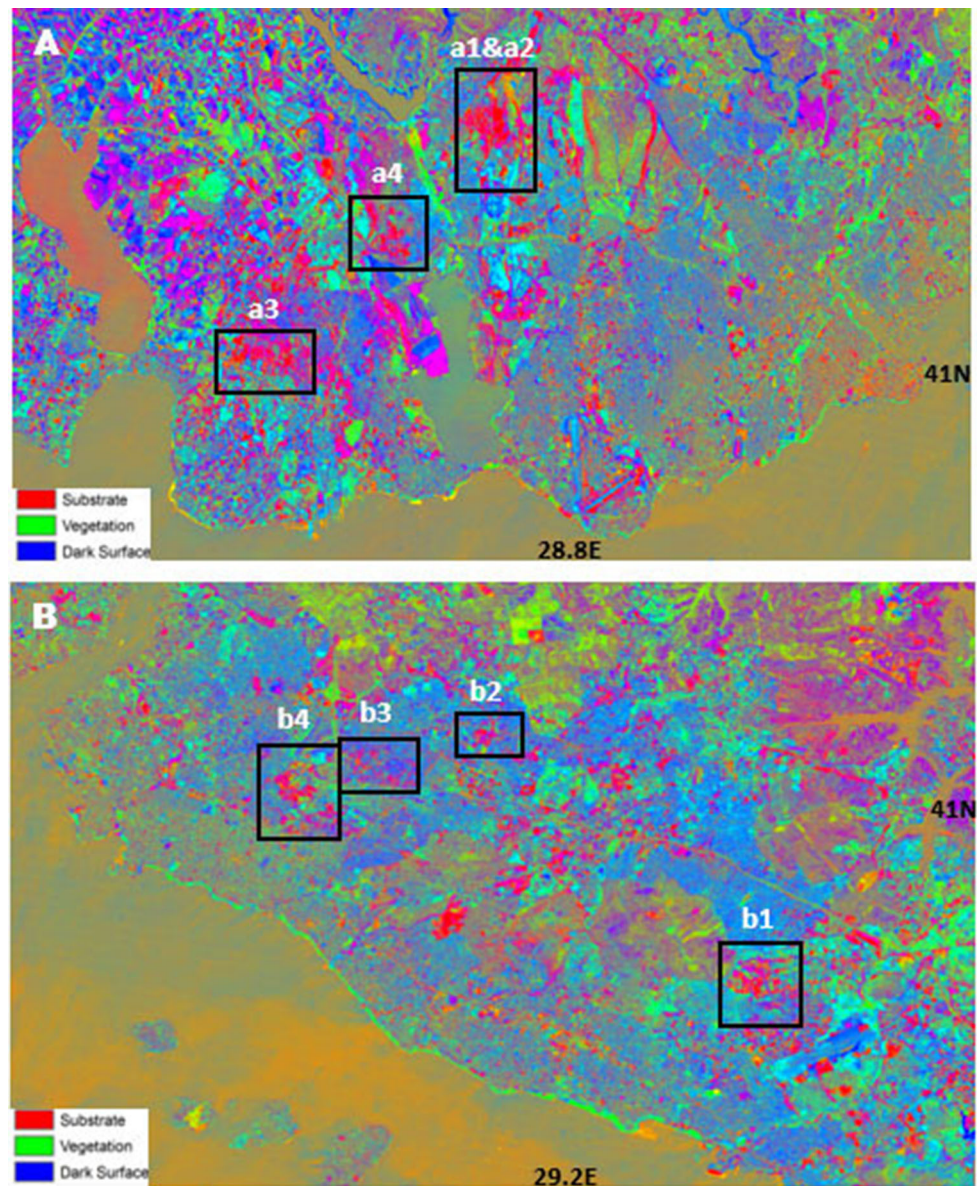 A
a1&a2
a4
a3
41N
Substrate
Vegetation
Dark Surface
28.8E
B
b2
b3
b4
41N
b1
Substrate
Vegetation
Dark Surface
29.2E